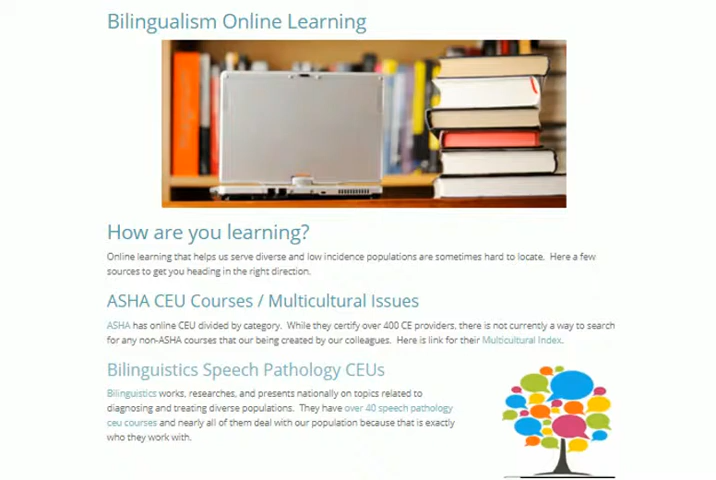 Bilingualism Online Learning
How are you learning?
Online learning that helps us serve diverse and low incidence populations are sometimes hard to locate. Here a few
sources to get you heading in the right direction.
ASHA CEU Courses / Multicultural Issues
ASHA has online CEU divided by category. While they certify over 400 CE providers, there is not currently a way to search
for any non-ASHA courses that our being created by our colleagues. Here is link for their Multicultural Index.
Bilinguistics Speech Pathology CEUs
Bilinguistics works, researches, and presents nationally on topics related to
diagnosing and treating diverse populations. They have over 40 speech pathology
ceu courses and nearly all of them deal with our population because that is exactly
who they work with.